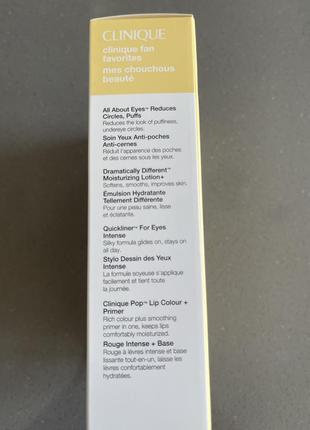 CLINIQUE
clinique fan
favorites
mes chouchous
beauté
All About Eyes™ Reduces
Circles, Puffs
Reduces the look of puffiness,
undereye circles.
Soin Yeux Anti-poches
Anti-cernes
Réduit l'apparence des poches
et des cernes sous les yeux.
Dramatically Different™
Moisturizing Lotion+
Softens, smooths, improves skin.
Émulsion Hydratante
Tellement Différente
Pour une peau saine, lisse
et éclatante.
Quickliner™ For Eyes
Intense
Silky formula glides on, stays on
all day.
Stylo Dessin des Yeux
Intense
La formule soyeuse s'applique
facilement et tient toute
la journée.
Clinique Pop™ Lip Colour +
Primer
Rich colour plus smoothing
primer in one, keeps lips
comfortably moisturized.
Rouge Intense + Base
Rouge à lèvres intense et base
lissante tout-en-un, laisse les
lèvres confortablement
hydratées.